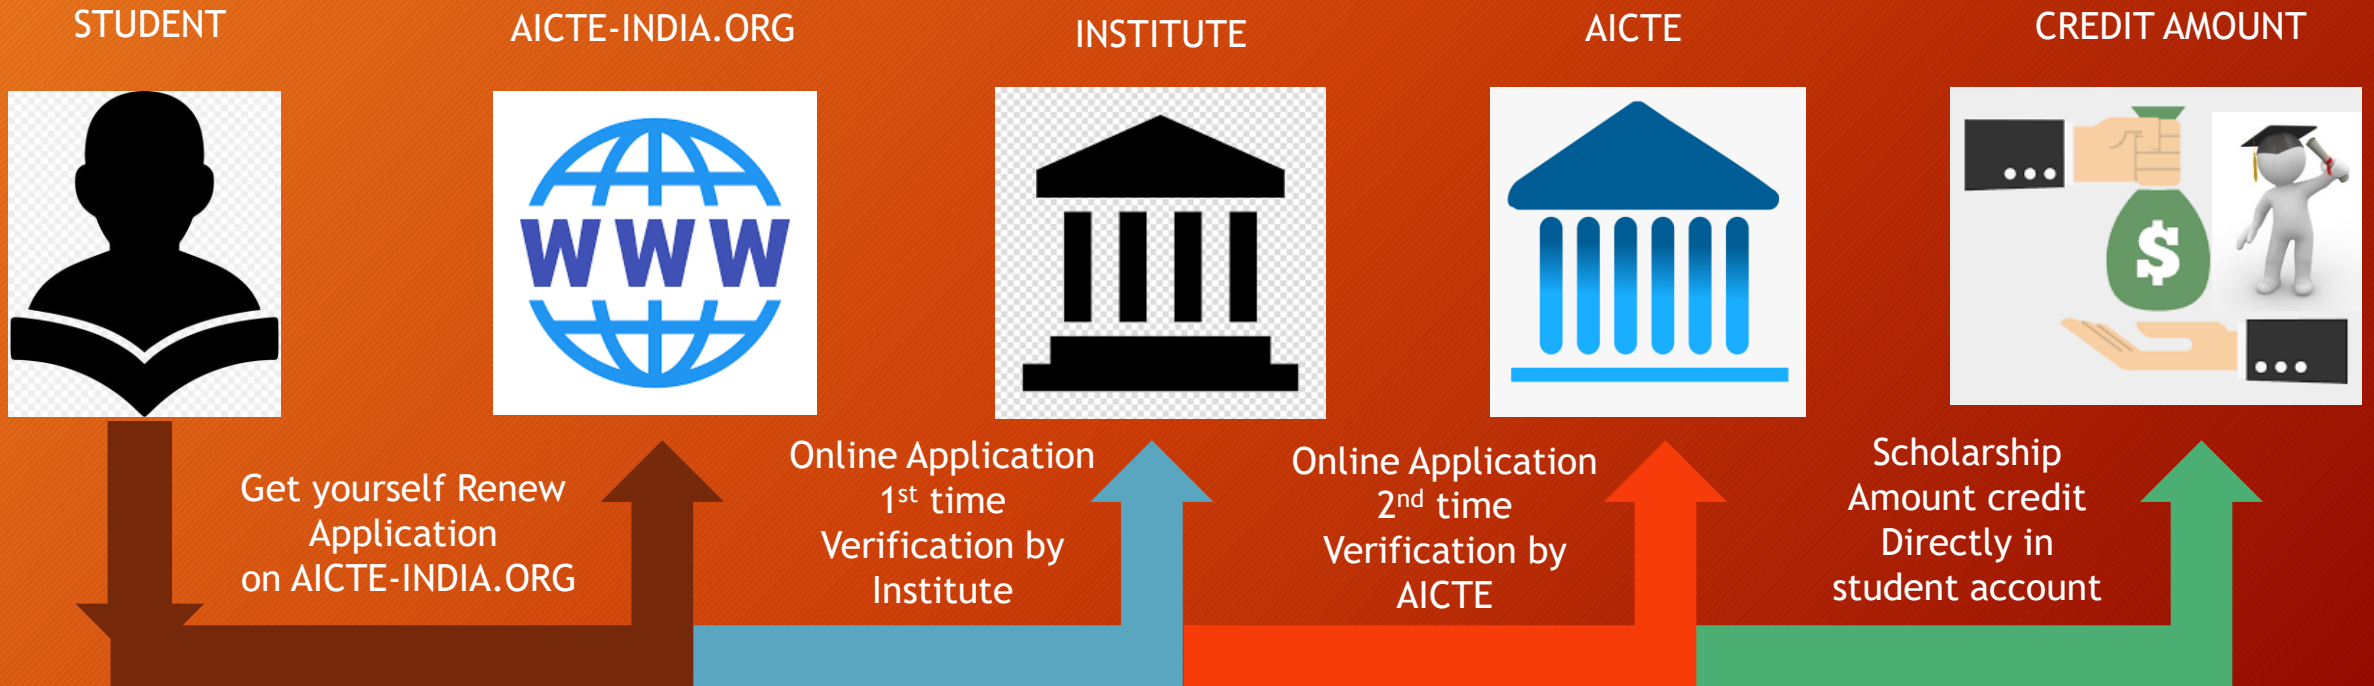 STUDENT
AICTE-INDIA.ORG
INSTITUTE
AICTE
CREDIT AMOUNT
WWW
$
Get yourself Renew
Application
on AICTE-INDIA.ORG
Online Application
1st time
Verification by
Institute
Online Application
2nd time
Verification by
AICTE
Scholarship
Amount credit
Directly in
student account